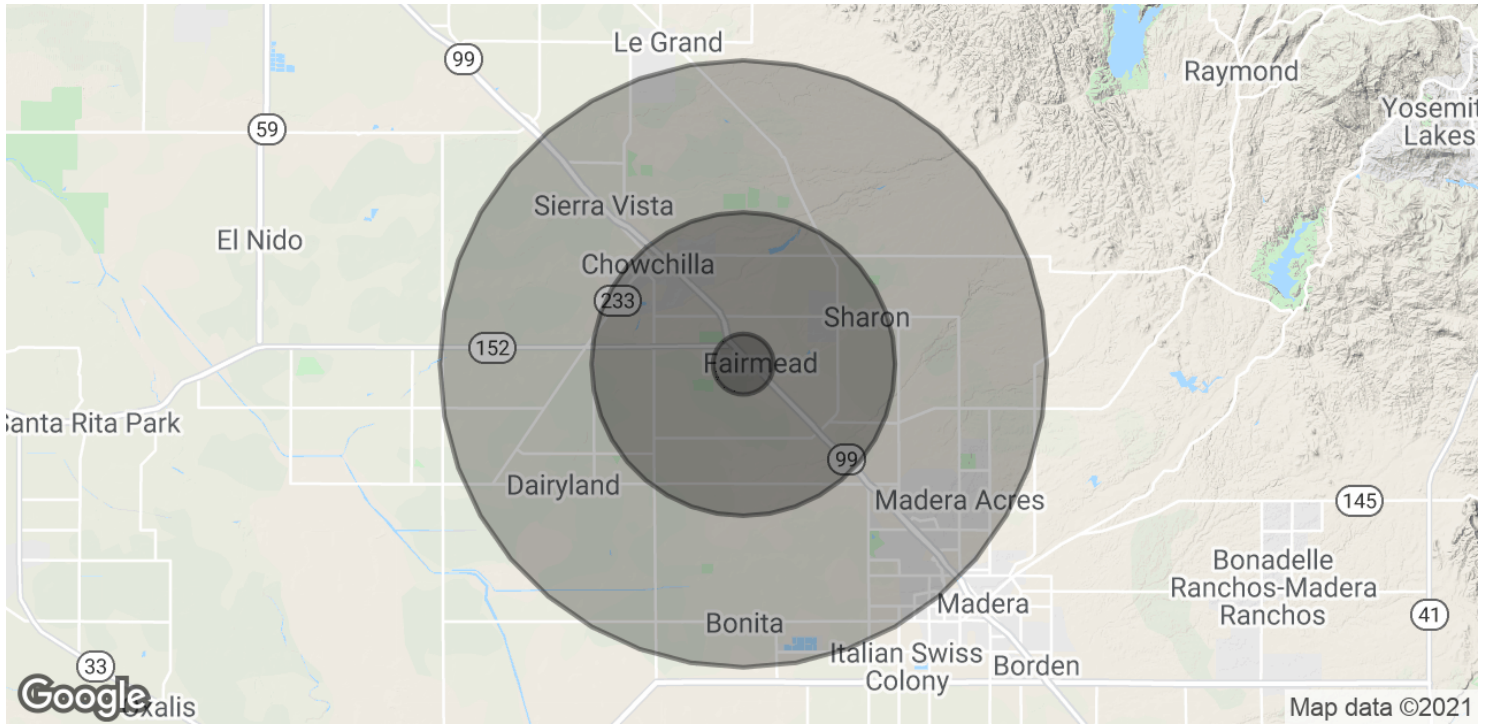 Le Grand
99
Raymond
Yosemit
Lakes
59
Sierra Vista
El Nido
Chowchilla
233
Sharon
152
Fairmead
Santa Rita Park
99
Dairyland
Madera Acres
145
Bonadelle
Ranchos-Madera
Ranchos
Madera
41
Bonita
Italian Swiss
Colony
Borden
33
Google
Oxalis
Map data ©2021